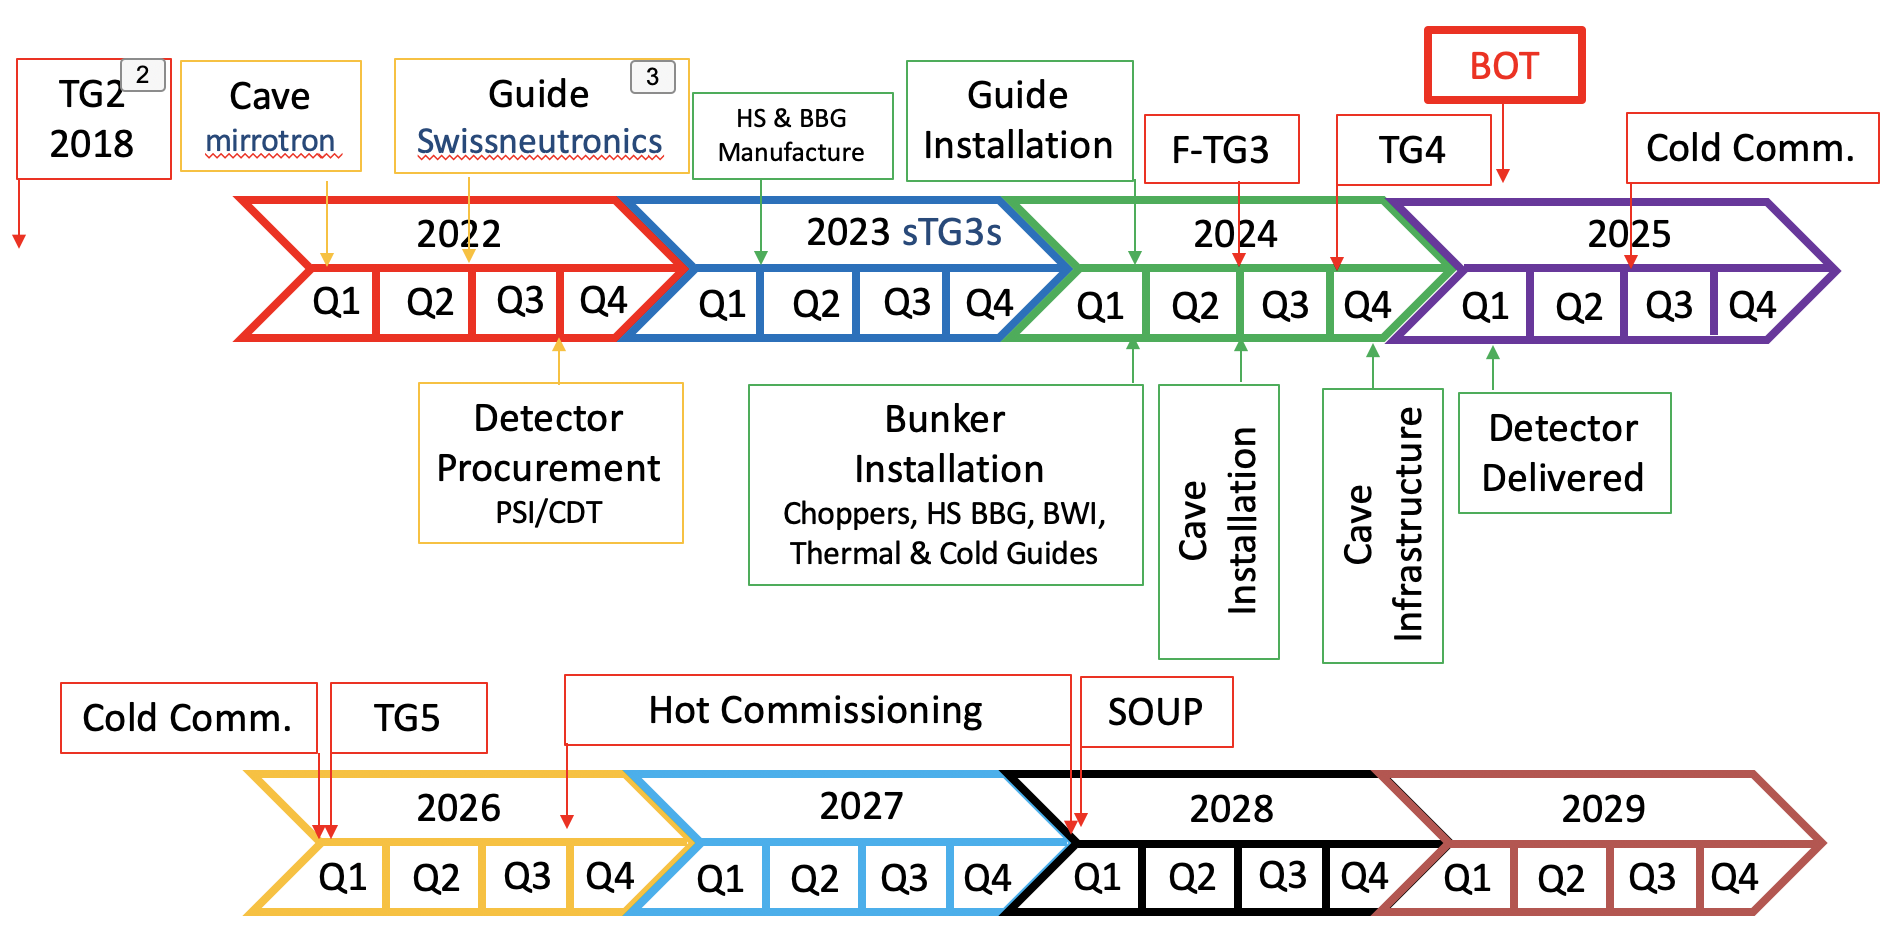 TG2
2
2018
Cave
mirrotron
Guide
3
Swissneutronics
HS & BBG
Manufacture
Guide
Installation
F-TG3
TG4
BOT
Cold Comm.
2022
2023 sTG3s
2024
2025
Q1 Q2 Q3 Q4
Q1 Q2 Q3 Q4
Q1 Q2 Q3 Q4
Q1 Q2 Q3 Q4
Detector
Procurement
PSI/CDT
Bunker
Installation
Choppers, HS BBG, BWI,
Thermal & Cold Guides
Cave
Installation
Cave
Infrastructure
Detector
Delivered
Cold Comm.
TG5
Hot Commissioning
SOUP
2026
2027
2028
2029
Q1 Q2 Q3 Q4
Q1 Q2 Q3 Q4
Q1 Q2 Q3 Q4
Q1 Q2 Q3 Q4